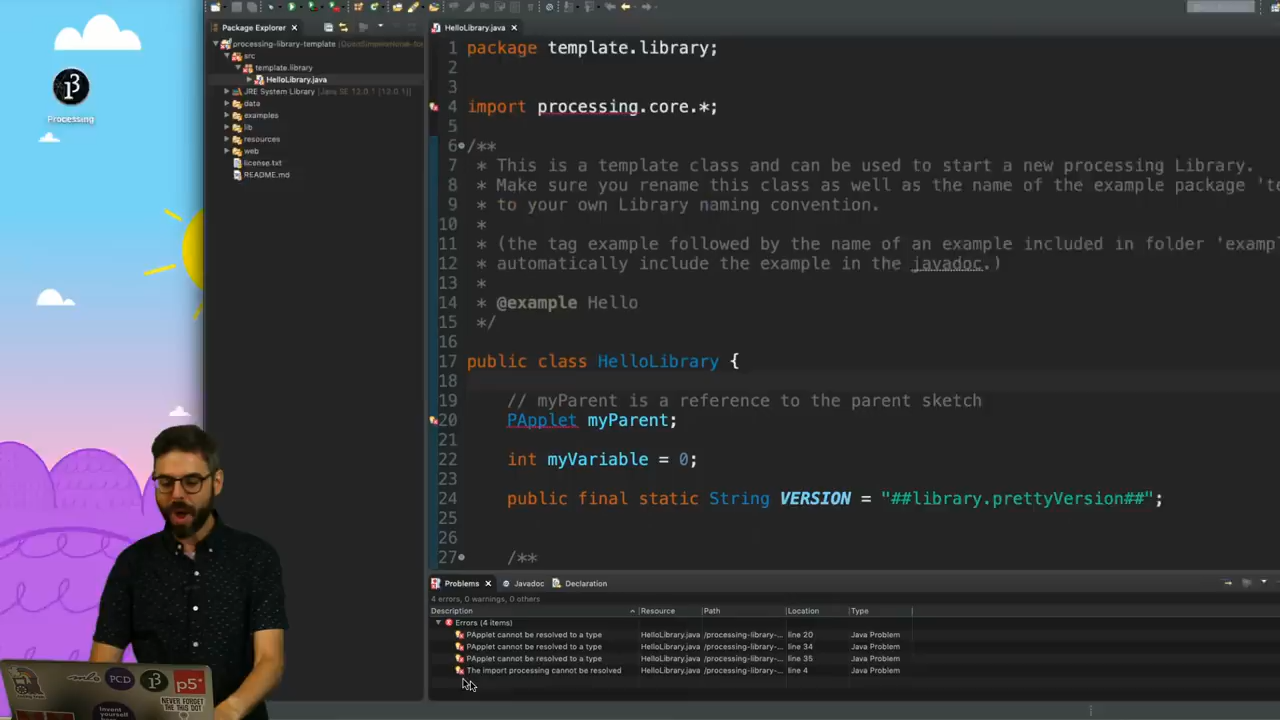 Package Explorer
HelloLibrary.java
processing-library-template
src
template.library
HelloLibrary.java
JRE System Library [Java SE 12.0.1 (12.0.1)]
data
examples
lib
resources
web
license.txt
README.md
Processing
1 package template.library;
2
3
4 import processing.core.*;
5
6 /**
7 * This is a template class and can be used to start a new processing Library.
8 * Make sure you rename this class as well as the name of the example package 'te
9 * to your own Library naming convention.
10 *
11 * (the tag example followed by the name of an example included in folder 'exampl
12 * automatically include the example in the javadoc.)
13 *
14 * @example Hello
15 */
16
17 public class HelloLibrary {
18
19 // myParent is a reference to the parent sketch
20 PApplet myParent;
21
22 int myVariable = 0;
23
24 public final static String VERSION = "##library.prettyVersion##";
25
26
27 /**
Problems Javadoc Declaration
4 errors, 0 warnings, 0 others
Description Resource Path Location Type
Errors (4 items)
PApplet cannot be resolved to a type HelloLibrary.java /processing-library-... line 20 Java Problem
PApplet cannot be resolved to a type HelloLibrary.java /processing-library-... line 34 Java Problem
PApplet cannot be resolved to a type HelloLibrary.java /processing-library-... line 35 Java Problem
The import processing cannot be resolved HelloLibrary.java /processing-library-... line 4 Java Problem
PCD
p5*
NEVER FORGET
THE THIS DOT